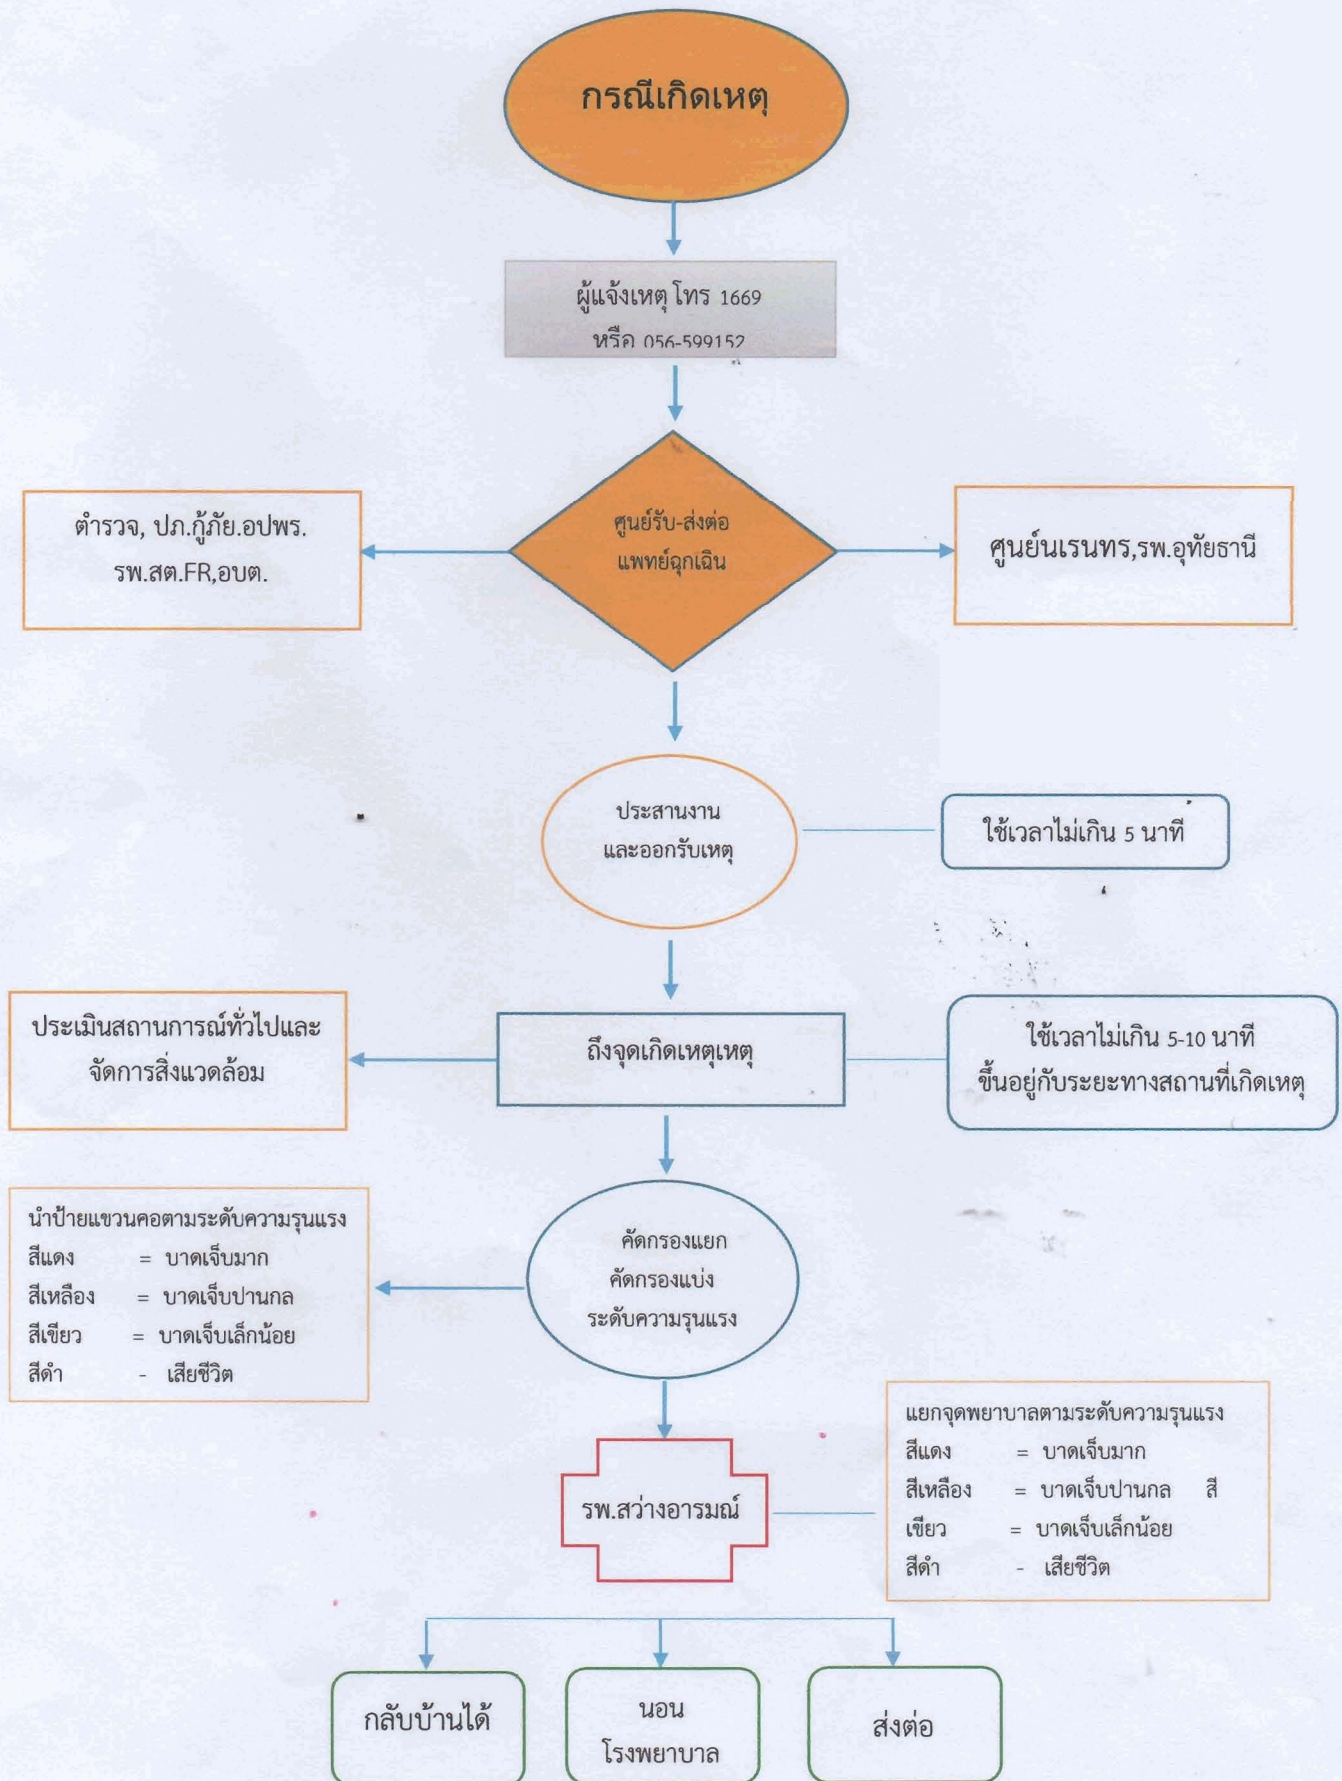 กรณีเกิดเหตุ
ผู้แจ้งเหตุ โทร 1669
หรือ 056-599152
ศูนย์รับ-ส่งต่อ
แพทย์ฉุกเฉิน
ตำรวจ, ปภ.กู้ภัย.อปพร.
รพ.สต.FR,อบต.
ศูนย์นเรนทร,รพ.อุทัยธานี
ประสานงาน
และออกรับเหตุ
ใช้เวลาไม่เกิน 5 นาที
ประเมินสถานการณ์ทั่วไปและ
จัดการสิ่งแวดล้อม
ถึงจุดเกิดเหตุเหตุ
ใช้เวลาไม่เกิน 5-10 นาที
ขึ้นอยู่กับระยะทางสถานที่เกิดเหตุ
นำป้ายแขวนคอตามระดับความรุนแรง
สีแดง = บาดเจ็บมาก
สีเหลือง = บาดเจ็บปานกล
สีเขียว = บาดเจ็บเล็กน้อย
สีดำ - เสียชีวิต
คัดกรองแยก
คัดกรองแบ่ง
ระดับความรุนแรง
รพ.สว่างอารมณ์
แยกจุดพยาบาลตามระดับความรุนแรง
สีแดง = บาดเจ็บมาก
สีเหลือง = บาดเจ็บปานกล สี
เขียว = บาดเจ็บเล็กน้อย
สีดำ - เสียชีวิต
กลับบ้านได้
นอน
โรงพยาบาล
ส่งต่อ